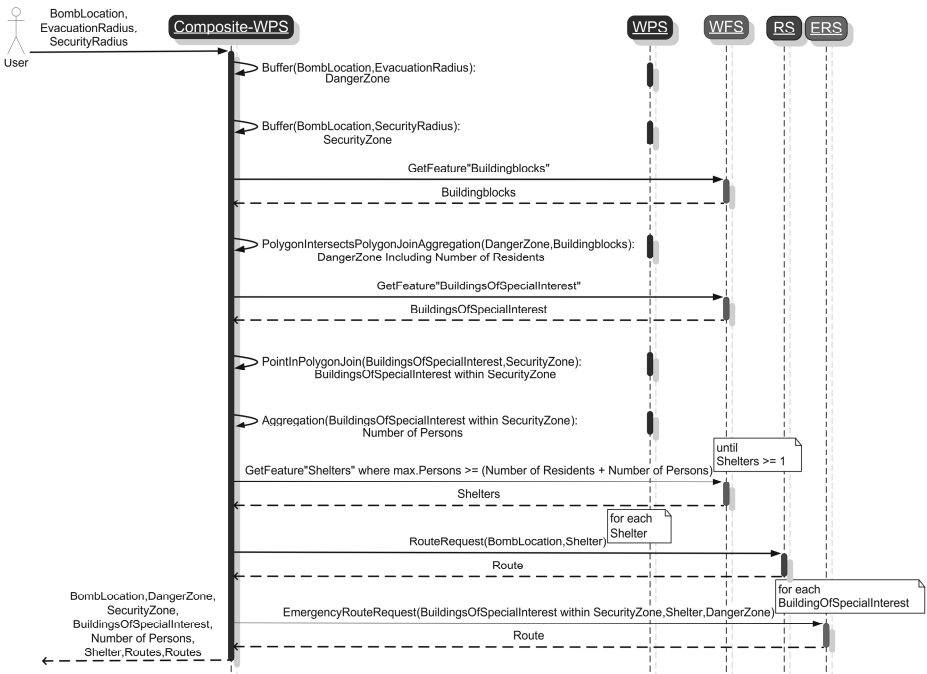 BombLocation,
EvacuationRadius,
SecurityRadius
User
Composite-WPS
WPS
WFS
RS
ERS
Buffer(BombLocation,EvacuationRadius):
DangerZone
Buffer(BombLocation,SecurityRadius):
SecurityZone
GetFeature"Buildingblocks"
Buildingblocks
PolygonIntersectsPolygonJoinAggregation(DangerZone,Buildingblocks):
DangerZone Including Number of Residents
GetFeature"BuildingsOfSpecialInterest"
BuildingsOfSpecialInterest
PointInPolygonJoin(BuildingsOfSpecialInterest,SecurityZone):
BuildingsOfSpecialInterest within SecurityZone
Aggregation(BuildingsOfSpecialInterest within SecurityZone):
Number of Persons
until
Shelters >= 1
GetFeature"Shelters" where max.Persons >= (Number of Residents + Number of Persons)
Shelters
for each
Shelter
RouteRequest(BombLocation,Shelter)
Route
for each
BuildingOfSpecialInterest
EmergencyRouteRequest(BuildingsOfSpecialInterest within SecurityZone,Shelter,DangerZone)
Route
BombLocation,DangerZone,
SecurityZone,
BuildingsOfSpecialInterest,
Number of Persons,
Shelter,Routes,Routes